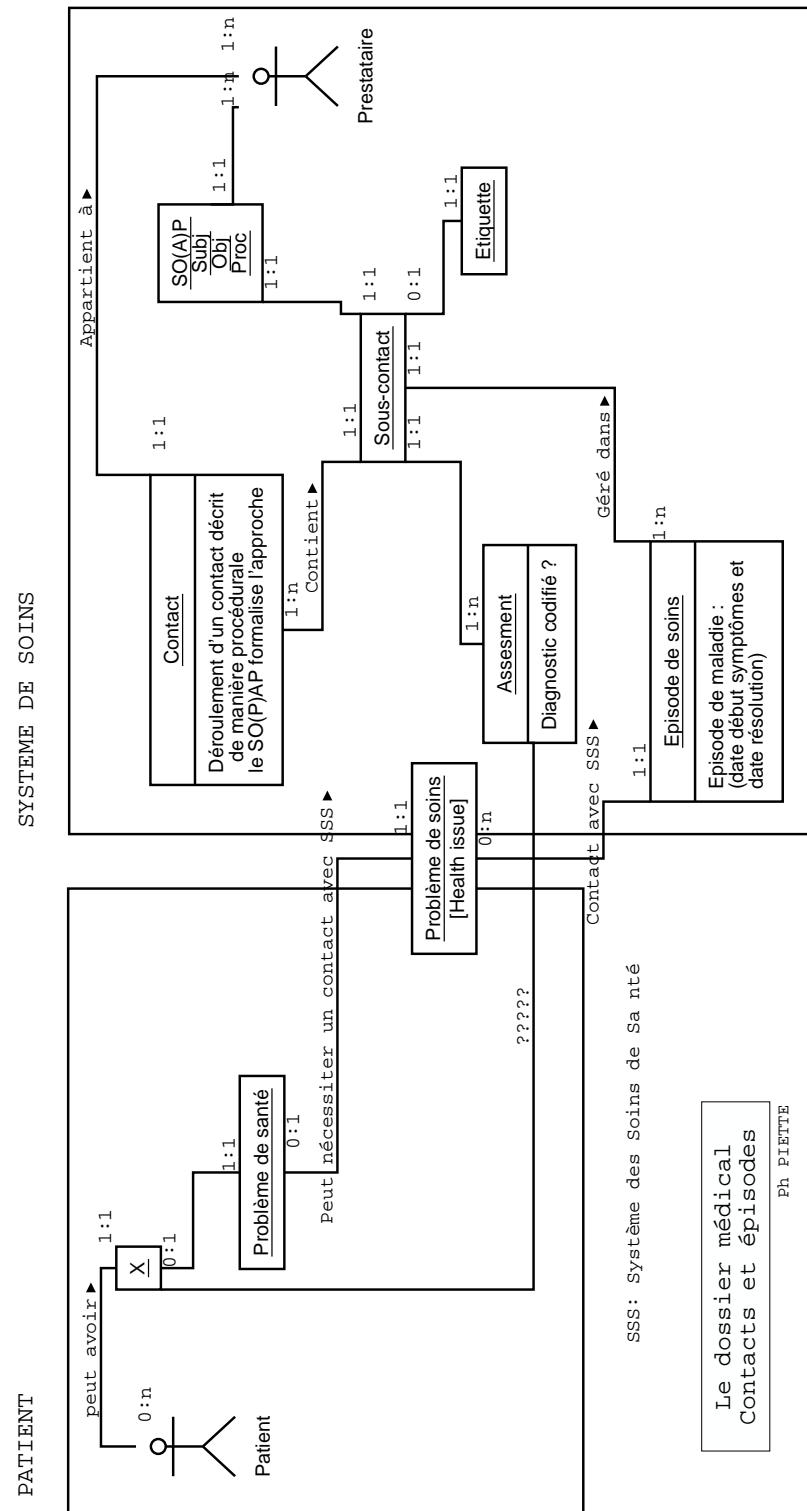 PATIENT
SYSTEME DE SOINS
peut avoir
0:n
Patient
1:1
X
0:1
1:1
Problème de santé
0:1
Peut nécessiter un contact avec SSS
1:1
Problème de soins
[Health issue]
0:n
?????
Contact avec SSS
Appartient à
1:1
Contact
Déroulement d'un contact décrit
de manière procédurale
le SO(P)AP formalise l'approche
1:n
Contient
1:n
Assesment
Diagnostic codifié ?
1:1
Episode de soins
Episode de maladie :
(date début symptômes et
date résolution)
1:n
Géré dans
1:1
Sous-contact
1:1
1:1
1:1
0:1
SO(A)P
Subj
Obj
Proc
1:1
1:1
1:1
Etiquette
1:n
1:n
Prestataire
SSS: Système des Soins de Sa nté
Le dossier médical
Contacts et épisodes
Ph PIETTE